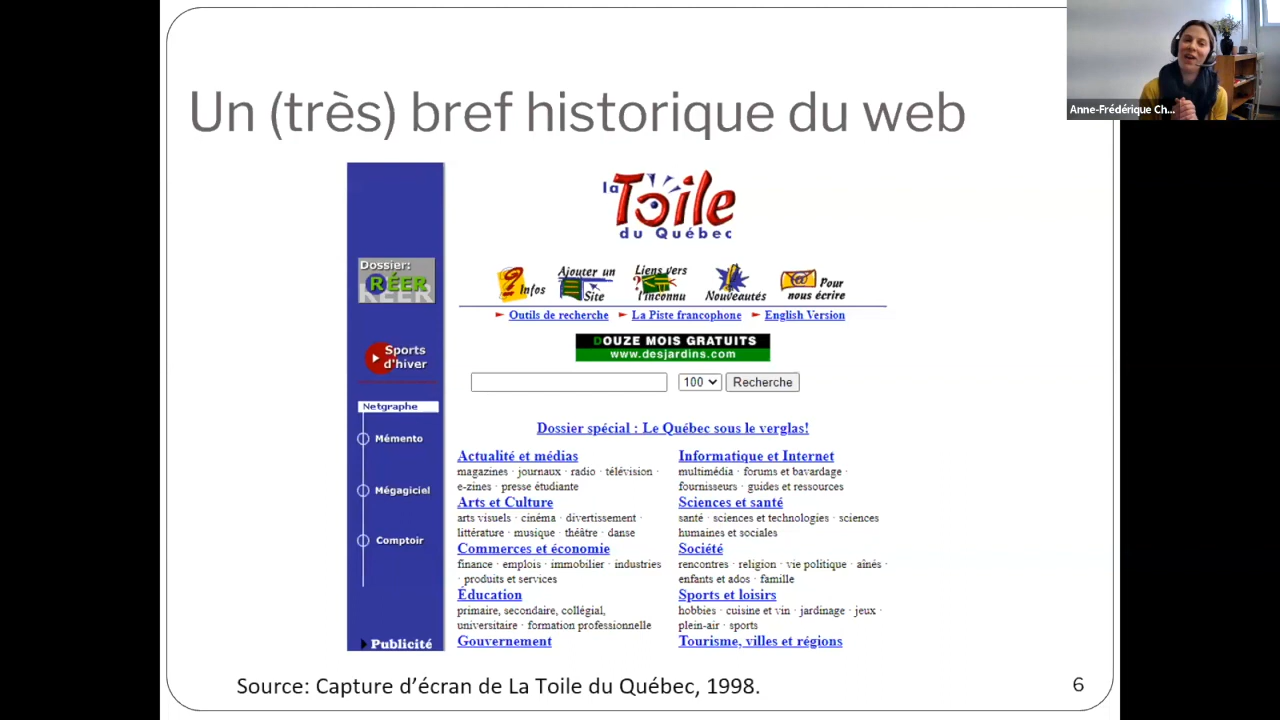 Un (très) bref historique du web
Anne-Frédérique Ch...
la Toile
du Québec
Dossier:
RÉER
RÉER
Sports
d'hiver
Netgraphe
Mémento
Mégagiciel
Comptoir
Publicité
Infos
Ajouter un
Site
Liens vers
l'Inconnu
Nouveautés
Pour
nous écrire
Outils de recherche
La Piste francophone
English Version
DOUZE MOIS GRATUITS
www.desjardins.com
100
Recherche
Dossier spécial : Le Québec sous le verglas!
Actualité et médias
magazines · journaux · radio · télévision ·
e-zines · presse étudiante
Arts et Culture
arts visuels · cinéma · divertissement ·
littérature · musique · théâtre · danse
Commerces et économie
finance · emplois · immobilier · industries
· produits et services
Éducation
primaire, secondaire, collégial,
universitaire · formation professionnelle
Gouvernement
Informatique et Internet
multimédia · forums et bavardage ·
fournisseurs · guides et ressources
Sciences et santé
santé · sciences et technologies · sciences
humaines et sociales
Société
rencontres · religion · vie politique · aînés ·
enfants et ados · famille
Sports et loisirs
hobbies · cuisine et vin · jardinage · jeux ·
plein-air · sports
Tourisme, villes et régions
Source: Capture d'écran de La Toile du Québec, 1998.
6